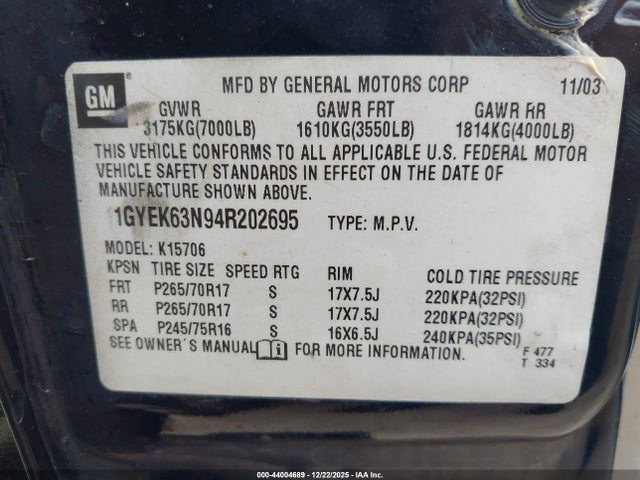 GM
MFD BY GENERAL MOTORS CORP 11/03
GVWR GAWR FRT GAWR RR
3175KG(7000LB) 1610KG(3550LB) 1814KG(4000LB)
THIS VEHICLE CONFORMS TO ALL APPLICABLE U.S. FEDERAL MOTOR
VEHICLE SAFETY STANDARDS IN EFFECT ON THE DATE OF
MANUFACTURE SHOWN ABOVE.
1GYEK63N94R202695 TYPE: M.P.V.
MODEL: K15706
KPSN TIRE SIZE SPEED RTG RIM COLD TIRE PRESSURE
FRT P265/70R17 S 17X7.5J 220KPA(32PSI)
RR P265/70R17 S 17X7.5J 220KPA(32PSI)
SPA P245/75R16 S 16X6.5J 240KPA(35PSI)
SEE OWNER'S MANUAL FOR MORE INFORMATION. F 477
T 334
000-44004689 - 12/22/2025 - IAA Inc.